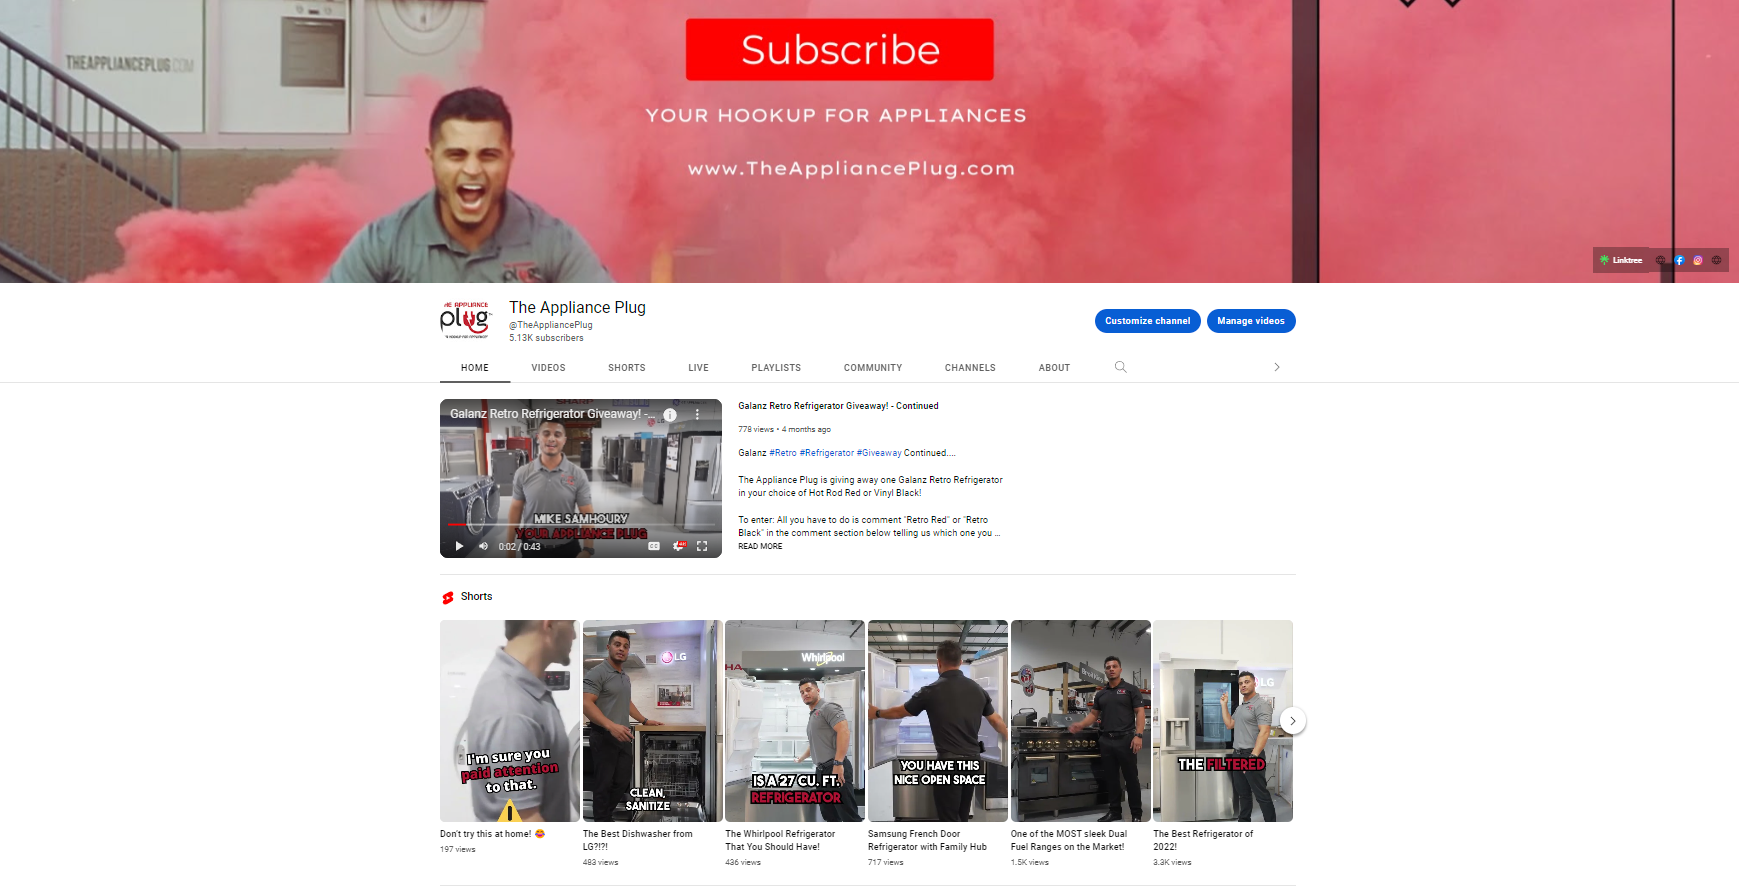 THEAPPLIANCEPLUG.COM
Subscribe
YOUR HOOKUP FOR APPLIANCES
www.TheAppliancePlug.com
plug
Linktree
THE APPLIANCE
plug
The Appliance Plug
@TheAppliancePlug
5.13K subscribers
Customize channel
Manage videos
HOME
VIDEOS
SHORTS
LIVE
PLAYLISTS
COMMUNITY
CHANNELS
ABOUT
Galanz Retro Refrigerator Giveaway! -...
SHARP
SAMSUNG
LG
MIKE SAMHOURY
YOUR APPLIANCE PLUG
0:02 / 0:43
CC
HD
Galanz Retro Refrigerator Giveaway! - Continued
778 views • 4 months ago
Galanz #Retro #Refrigerator #Giveaway Continued....
The Appliance Plug is giving away one Galanz Retro Refrigerator
in your choice of Hot Rod Red or Vinyl Black!
To enter: All you have to do is comment "Retro Red" or "Retro
Black" in the comment section below telling us which one you ...
READ MORE
Shorts
I'm sure you
paid attention
to that.
LG
CLEAN,
SANITIZE
HA
Whirlpool
IS A 27 CU. FT.
REFRIGERATOR
YOU HAVE THIS
NICE OPEN SPACE
LG
THE FILTERED
Don't try this at home! 😂
197 views
The Best Dishwasher from
LG?!?!
483 views
The Whirlpool Refrigerator
That You Should Have!
436 views
Samsung French Door
Refrigerator with Family Hub
717 views
One of the MOST sleek Dual
Fuel Ranges on the Market!
1.5K views
The Best Refrigerator of
2022!
3.3K views